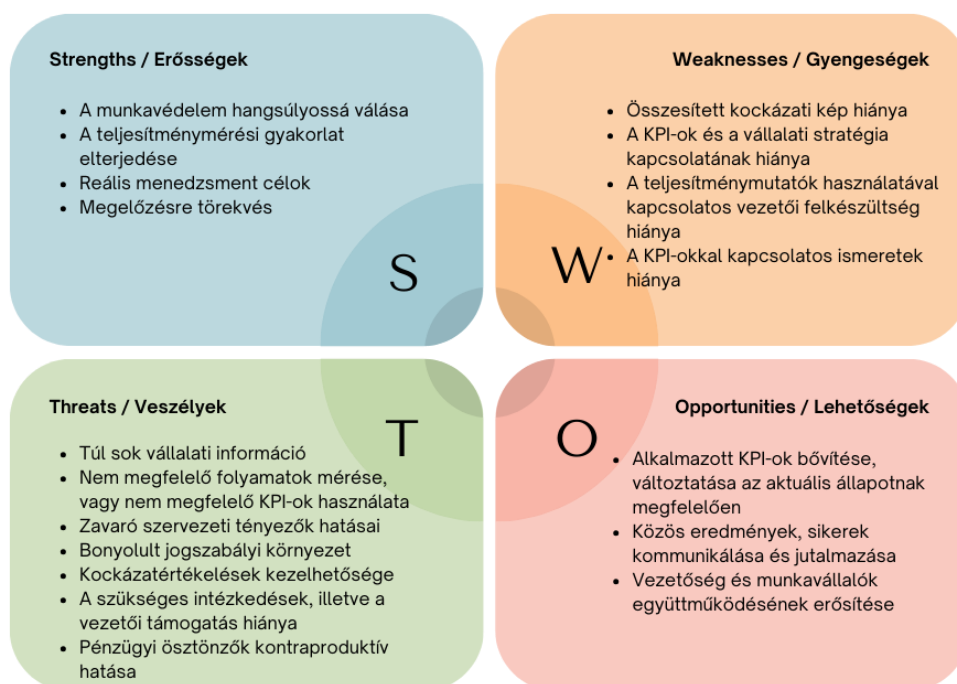 Strengths / Erősségek
A munkavédelem hangsúlyossá válása
A teljesítménymérési gyakorlat
elterjedése
Reális menedzsment célok
Megelőzésre törekvés
S
Weaknesses / Gyengeségek
Összesített kockázati kép hiánya
A KPI-ok és a vállalati stratégia
kapcsolatának hiánya
A teljesítménymutatók használatával
kapcsolatos vezetői felkészültség
hiánya
A KPI-okkal kapcsolatos ismeretek
hiánya
W
Threats / Veszélyek
Túl sok vállalati információ
Nem megfelelő folyamatok mérése,
vagy nem megfelelő KPI-ok használata
Zavaró szervezeti tényezők hatásai
Bonyolult jogszabályi környezet
Kockázatértékelések kezelhetősége
A szükséges intézkedések, illetve a
vezetői támogatás hiánya
Pénzügyi ösztönzők kontraproduktív
hatása
T
Opportunities / Lehetőségek
Alkalmazott KPI-ok bővítése,
változtatása az aktuális állapotnak
megfelelően
Közös eredmények, sikerek
kommunikálása és jutalmazása
Vezetőség és munkavállalók
együttműködésének erősítése
O